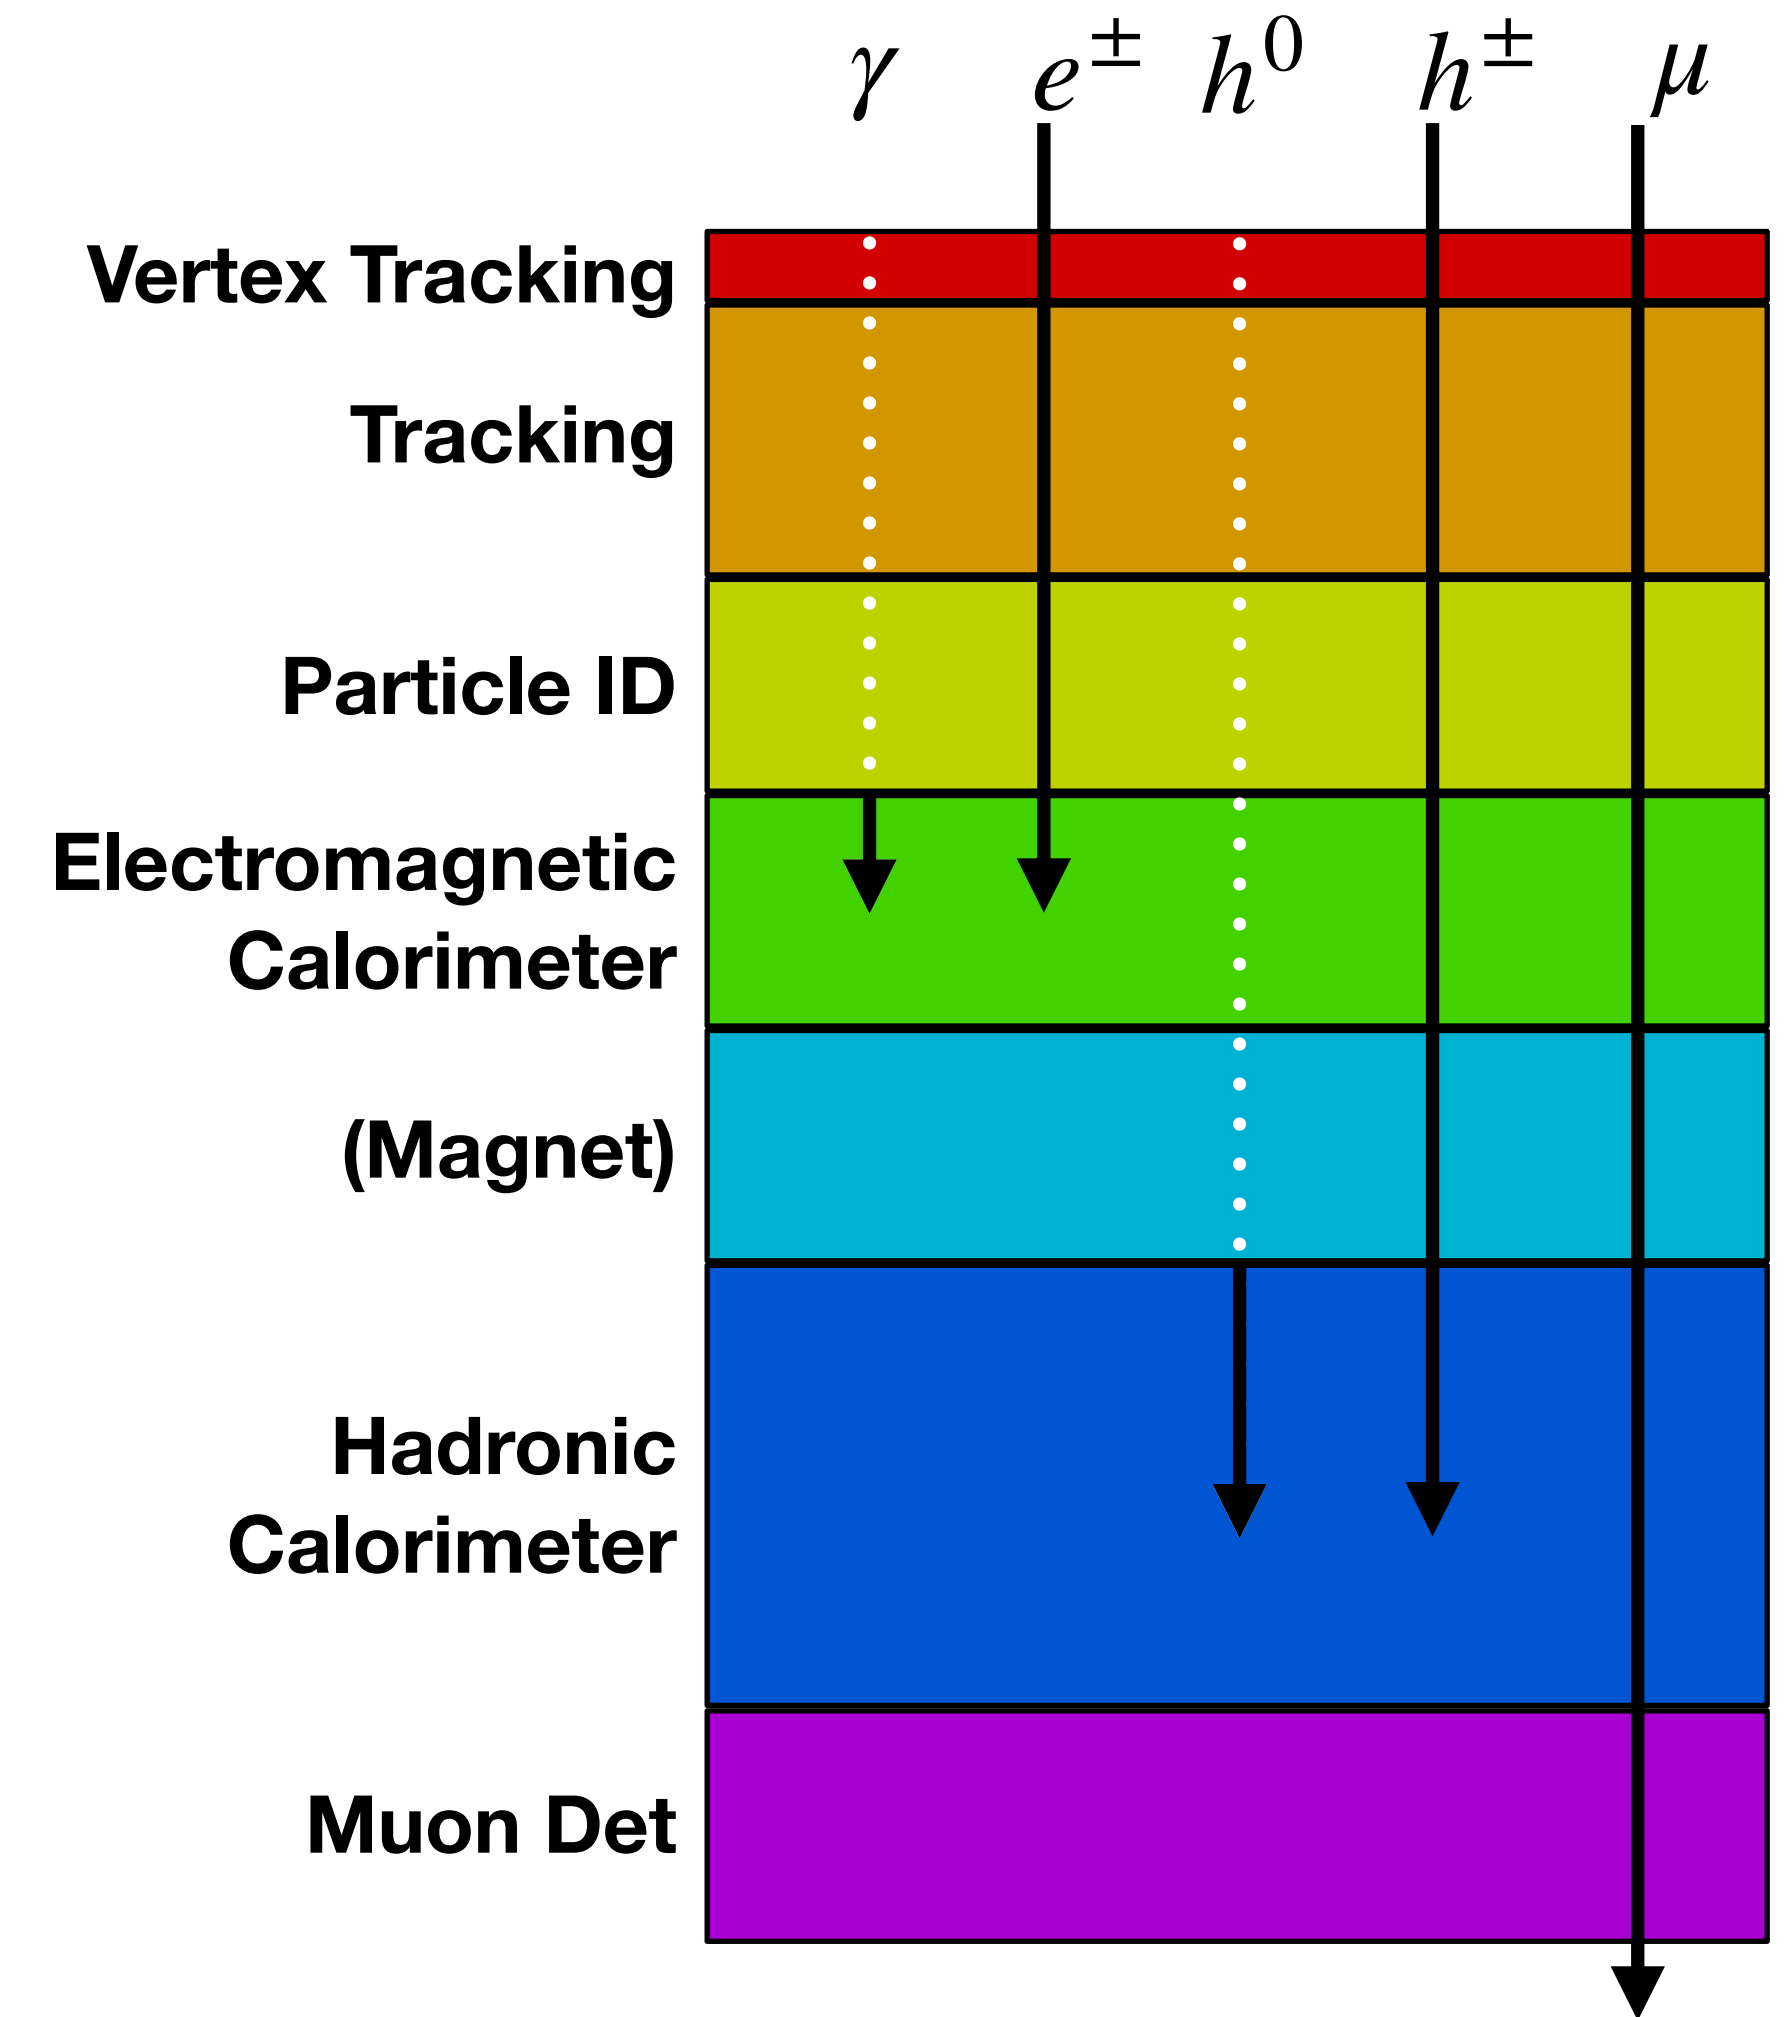 γ e± h⁰ h± μ
Vertex Tracking
Tracking
Particle ID
Electromagnetic
Calorimeter
(Magnet)
Hadronic
Calorimeter
Muon Det